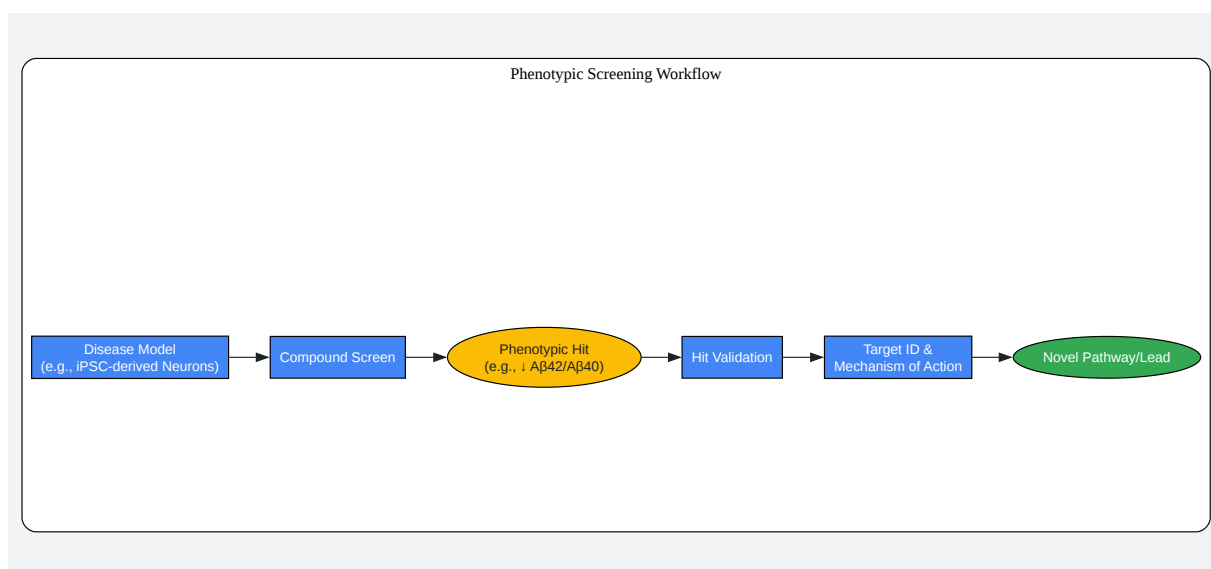 Phenotypic Screening Workflow
Disease Model
(e.g., iPSC-derived Neurons)
Compound Screen
Phenotypic Hit
(e.g., ↓ Aβ42/Aβ40)
Hit Validation
Target ID &
Mechanism of Action
Novel Pathway/Lead